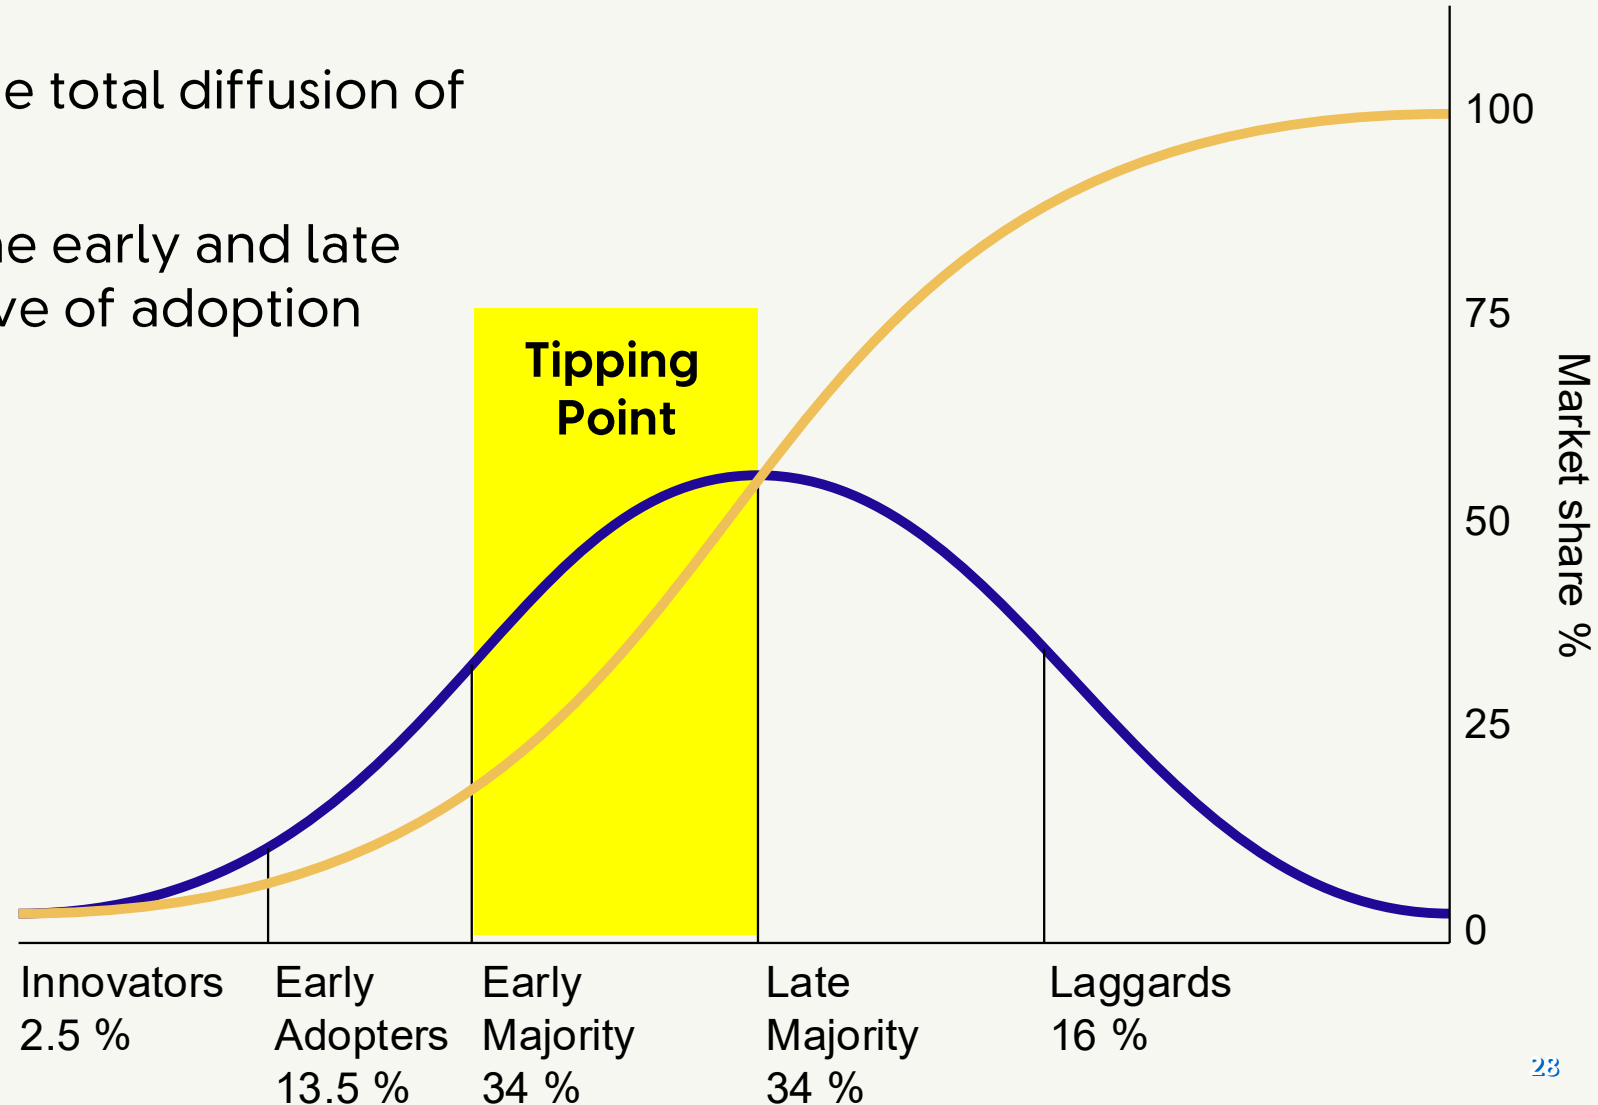 e total diffusion of
e early and late
ve of adoption
Tipping
Point
100
75
50
25
0
Market share %
Innovators
2.5 %
Early
Adopters
13.5 %
Early
Majority
34 %
Late
Majority
34 %
Laggards
16 %
28